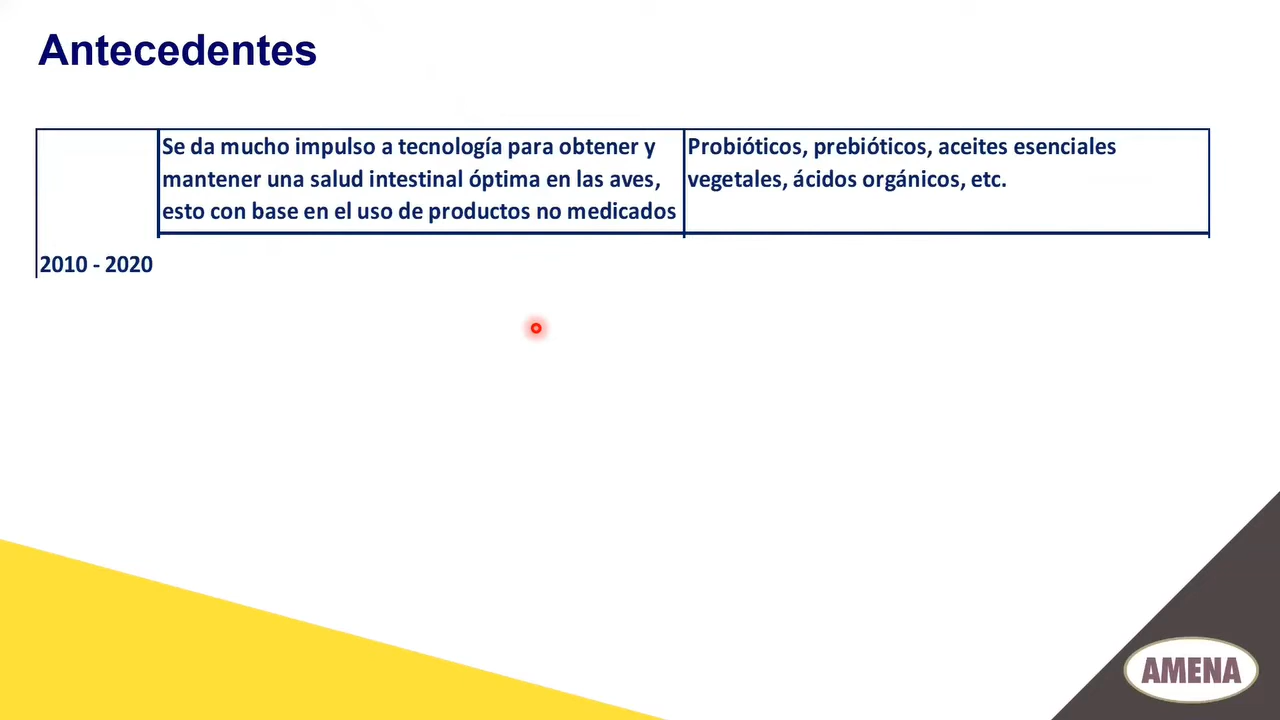 Antecedentes
Se da mucho impulso a tecnología para obtener y
mantener una salud intestinal óptima en las aves,
esto con base en el uso de productos no medicados
Probióticos, prebióticos, aceites esenciales
vegetales, ácidos orgánicos, etc.
2010 - 2020
AMENA